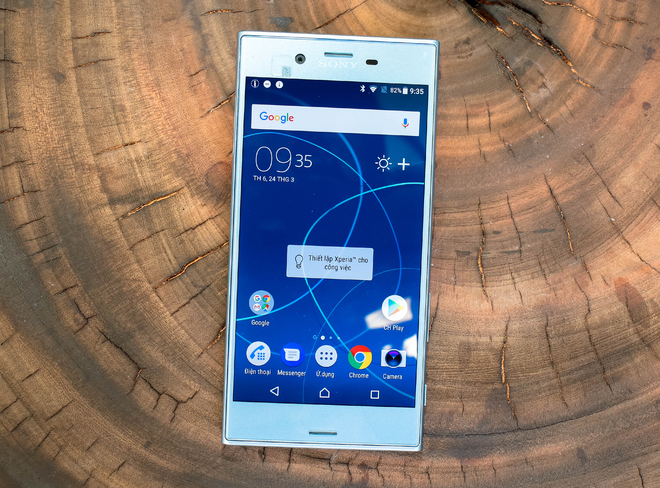 SONY
82% 9:35
Google
09 35
TH 6, 24 THG 3
Thiết lập Xperia™ cho
công việc
Google
CH Play
Điện thoại Messenger Ứ.dụng Chrome Camera